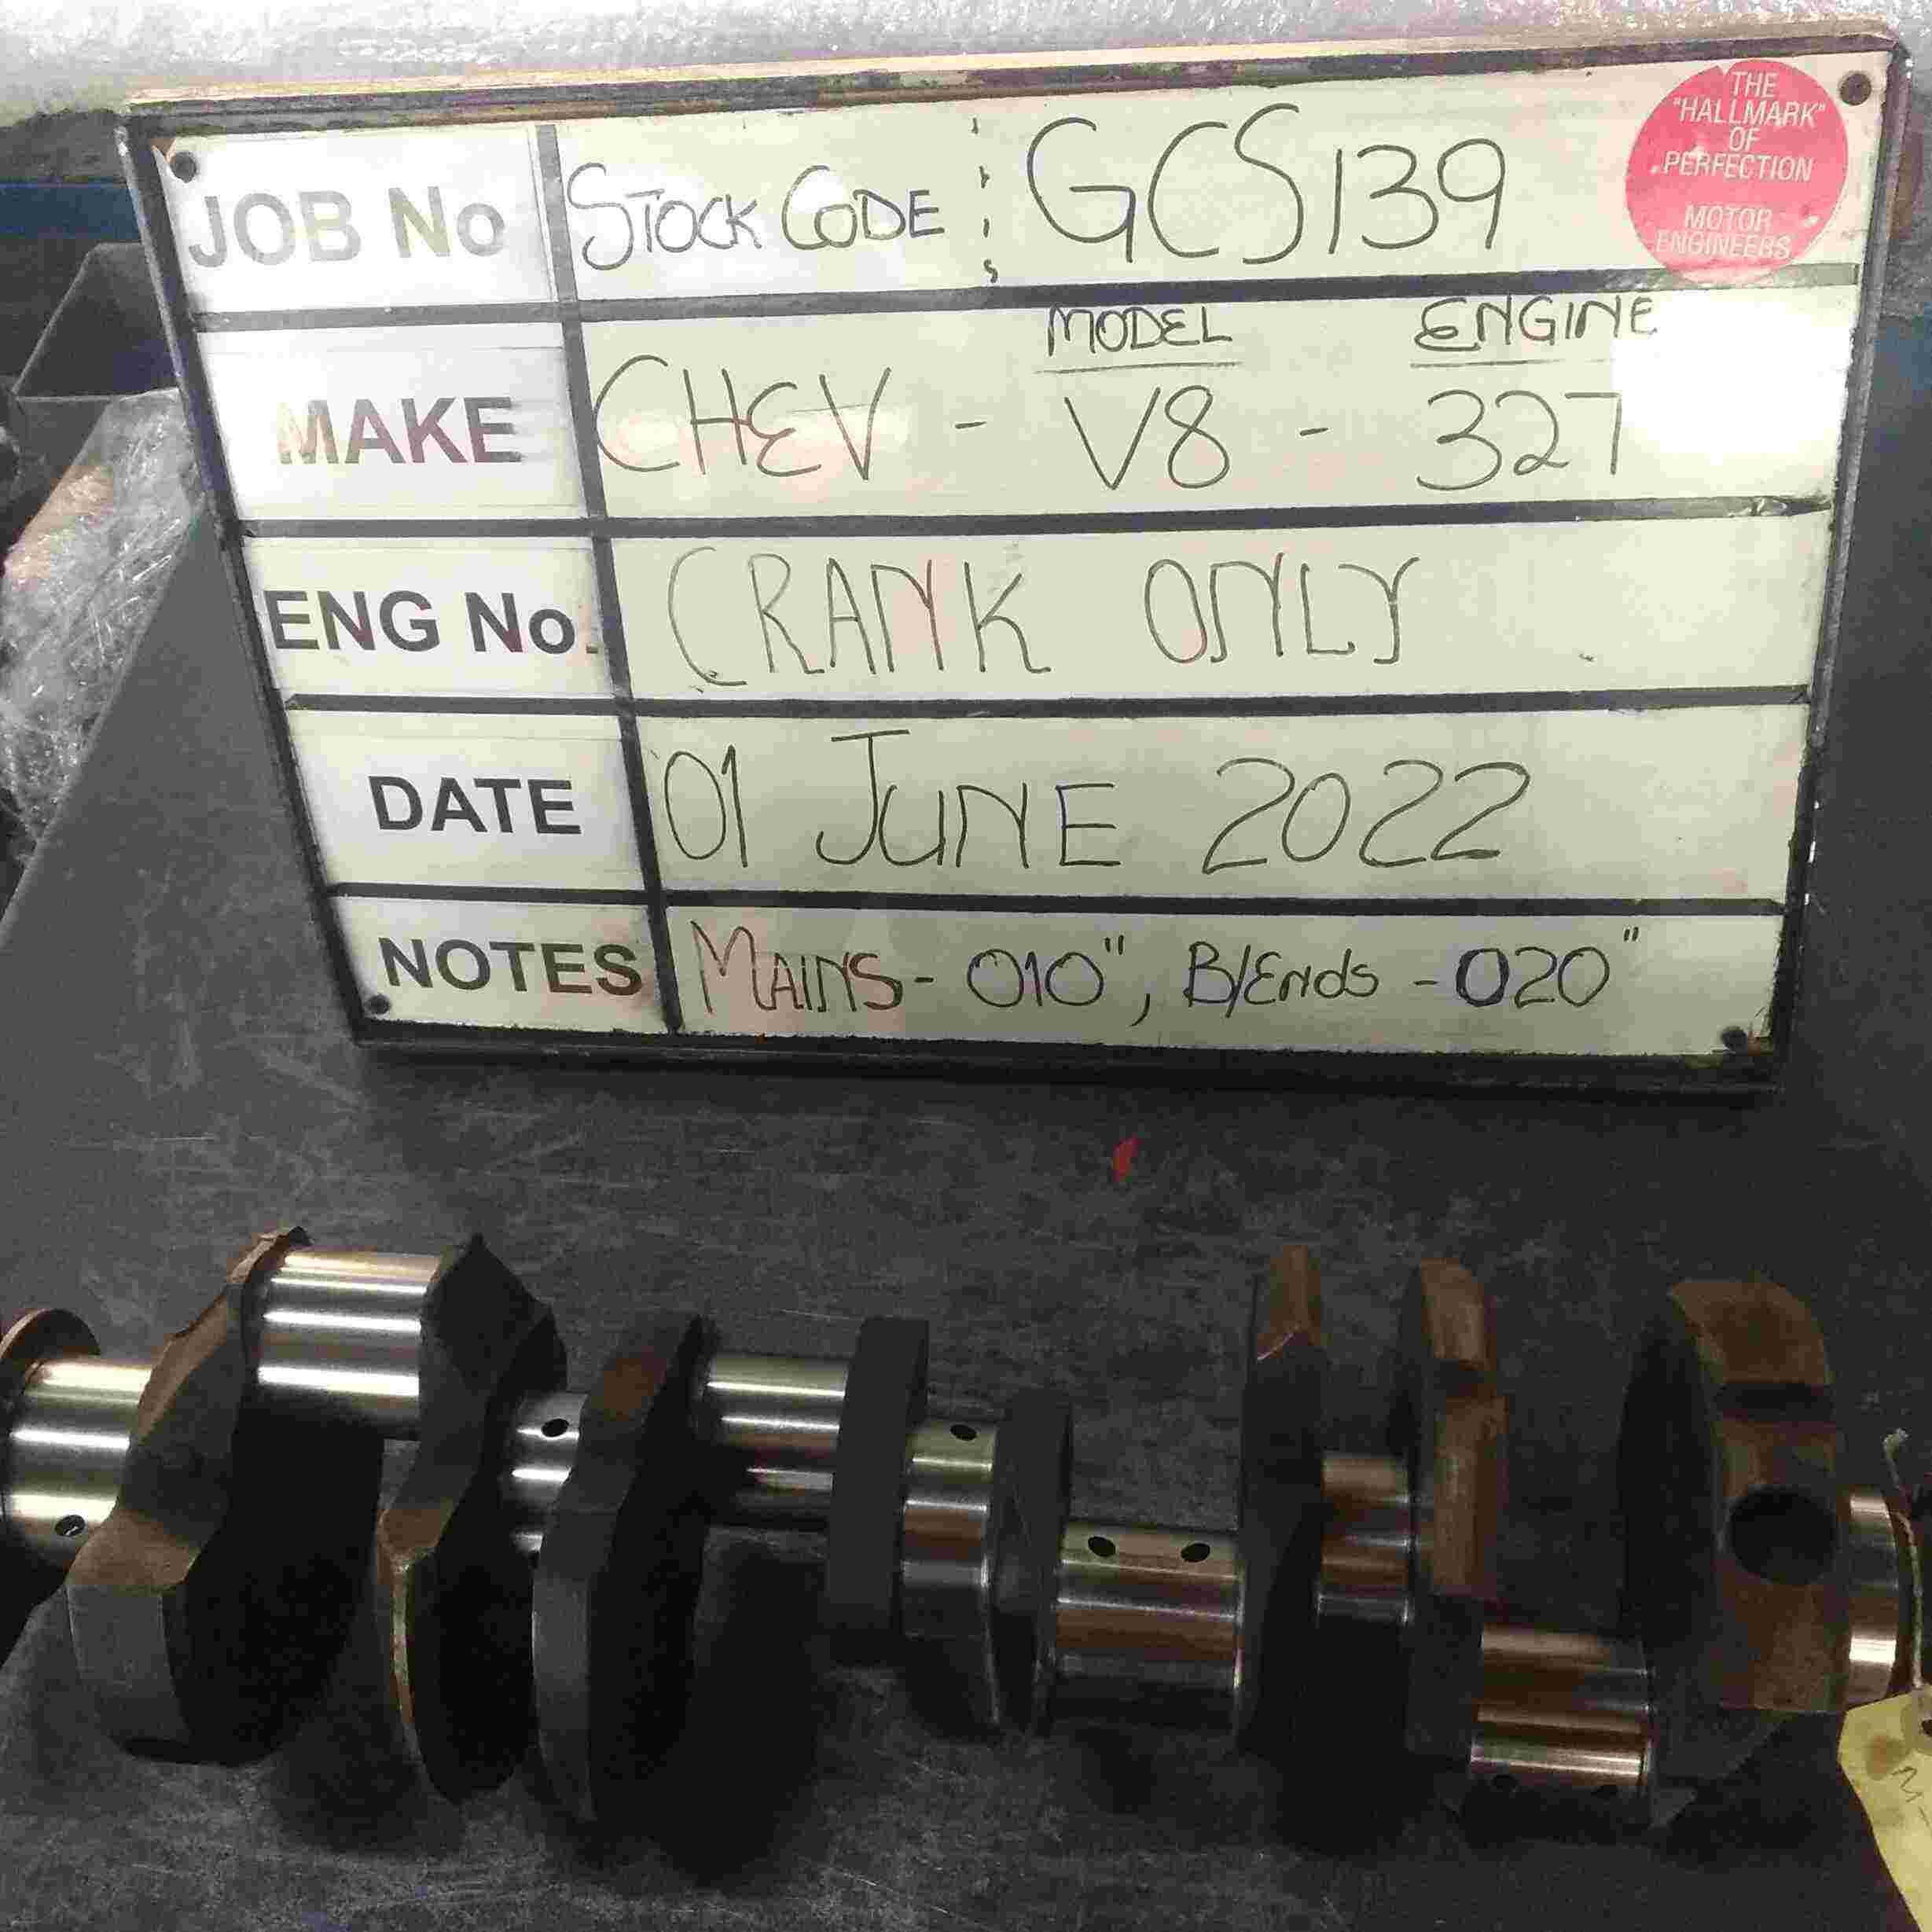 THE
"HALLMARK"
OF
PERFECTION
MOTOR
ENGINEERS
JOB No STOCK CODE : GCS139
MODEL ENGINE
MAKE CHEV - V8 - 327
ENG No. CRANK ONLY
DATE 01 JUNE 2022
NOTES MAINS - 010", B/Ends - 020"